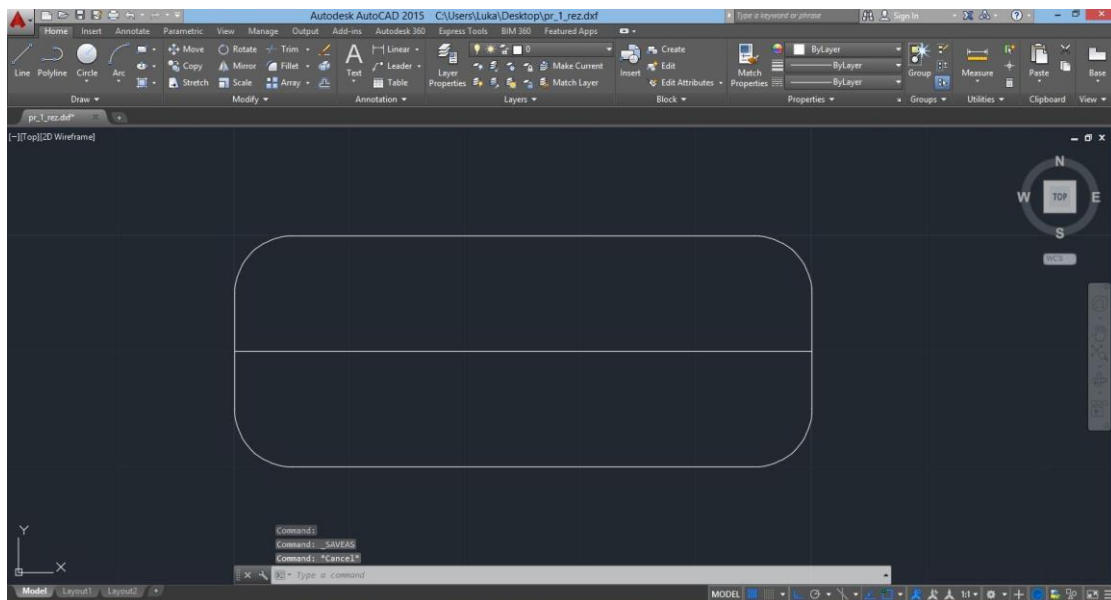 Autodesk AutoCAD 2015 C:\Users\Luka\Desktop\pr_1_rez.dxf Type a keyword or phrase Sign In
Home Insert Annotate Parametric View Manage Output Add-ins Autodesk 360 Express Tools BIM 360 Featured Apps
Line Polyline Circle Arc
Move Rotate Trim
Copy Mirror Fillet
Stretch Scale Array
Text
Linear
Leader
Table
Layer Properties
0
Make Current
Match Layer
Insert
Create
Edit
Edit Attributes
Match Properties
ByLayer
ByLayer
ByLayer
Group
Measure
Paste
Base
Draw Modify Annotation Layers Block Properties Groups Utilities Clipboard View
pr_1_rez.dxf*
[-][Top][2D Wireframe]
N
W TOP E
S
WCS
Y
X
Command:
Command: _SAVEAS
Command: *Cancel*
Type a command
Model Layout1 Layout2
MODEL 1:1